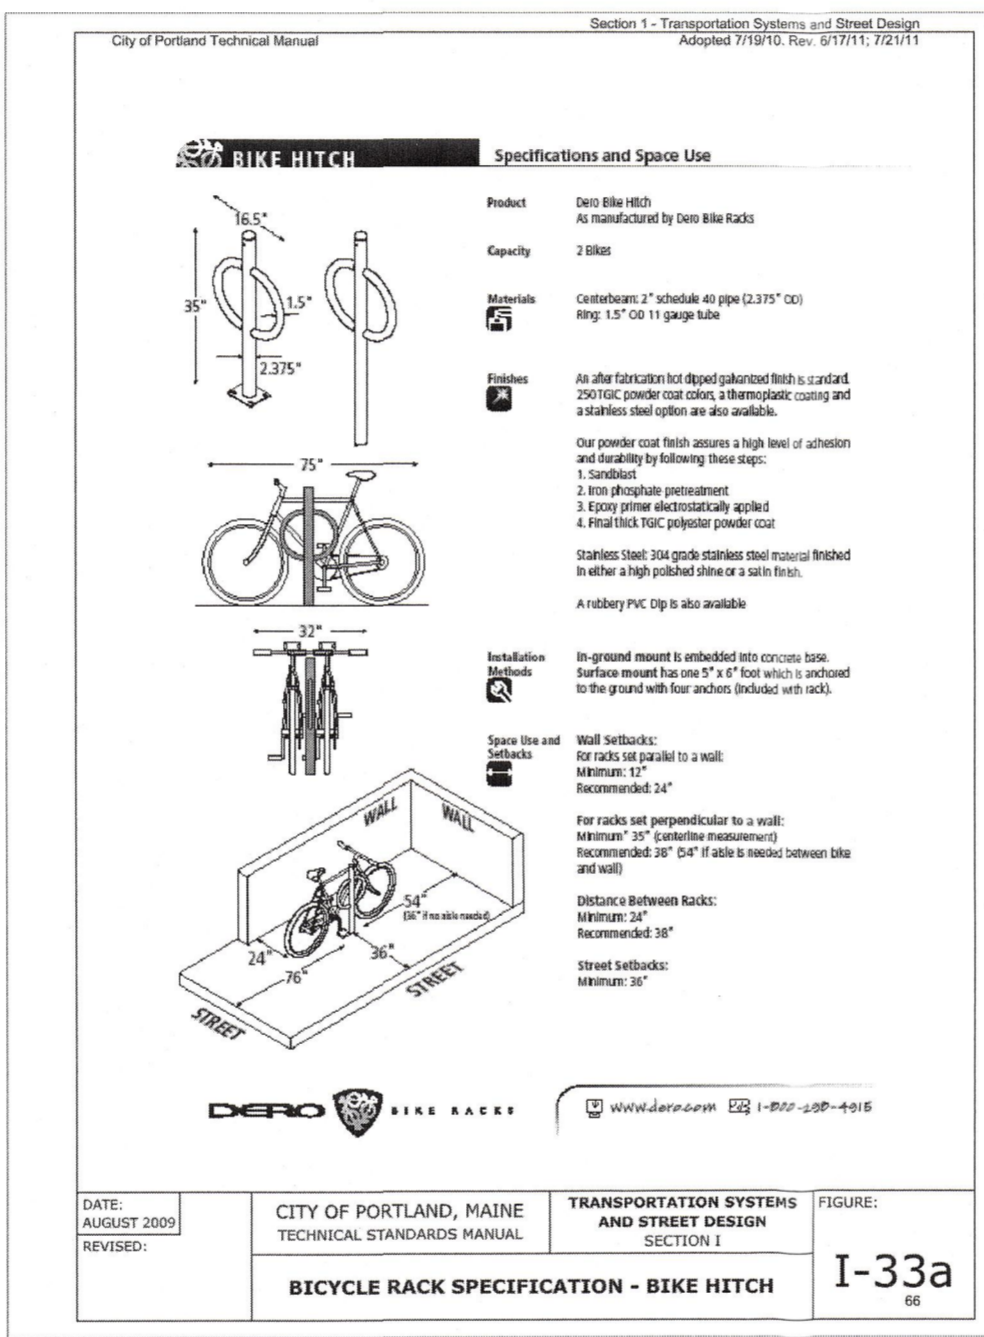 Section 1 - Transportation Systems and Street Design
City of Portland Technical Manual
Adopted 7/19/10. Rev. 6/17/11; 7/21/11
BIKE HITCH
Specifications and Space Use
16.5"
35"
1.5"
2.375"
75"
32"
WALL
WALL
54"
(36" if no aisle needed)
24"
36"
76"
STREET
STREET
Product
Dero Bike Hitch
As manufactured by Dero Bike Racks
Capacity
2 Bikes
Materials
Centerbeam: 2" schedule 40 pipe (2.375" OD)
Ring: 1.5" OD 11 gauge tube
Finishes
An after fabrication hot dipped galvanized finish is standard.
250 TGIC powder coat colors, a thermoplastic coating and
a stainless steel option are also available.
Our powder coat finish assures a high level of adhesion
and durability by following these steps:
1. Sandblast
2. Iron phosphate pretreatment
3. Epoxy primer electrostatically applied
4. Final thick TGIC polyester powder coat
Stainless Steel: 304 grade stainless steel material finished
in either a high polished shine or a satin finish.
A rubbery PVC Dip is also available
Installation
Methods
In-ground mount is embedded into concrete base.
Surface mount has one 5" x 6" foot which is anchored
to the ground with four anchors (included with rack).
Space Use and
Setbacks
Wall Setbacks:
For racks set parallel to a wall:
Minimum: 12"
Recommended: 24"
For racks set perpendicular to a wall:
Minimum" 35" (centerline measurement)
Recommended: 38" (54" if aisle is needed between bike
and wall)
Distance Between Racks:
Minimum: 24"
Recommended: 38"
Street Setbacks:
Minimum: 36"
DERO BIKE RACKS
www.dero.com 1-800-298-4915
DATE:
AUGUST 2009
REVISED:
CITY OF PORTLAND, MAINE
TECHNICAL STANDARDS MANUAL
TRANSPORTATION SYSTEMS
AND STREET DESIGN
SECTION I
FIGURE:
BICYCLE RACK SPECIFICATION - BIKE HITCH
I-33a
66